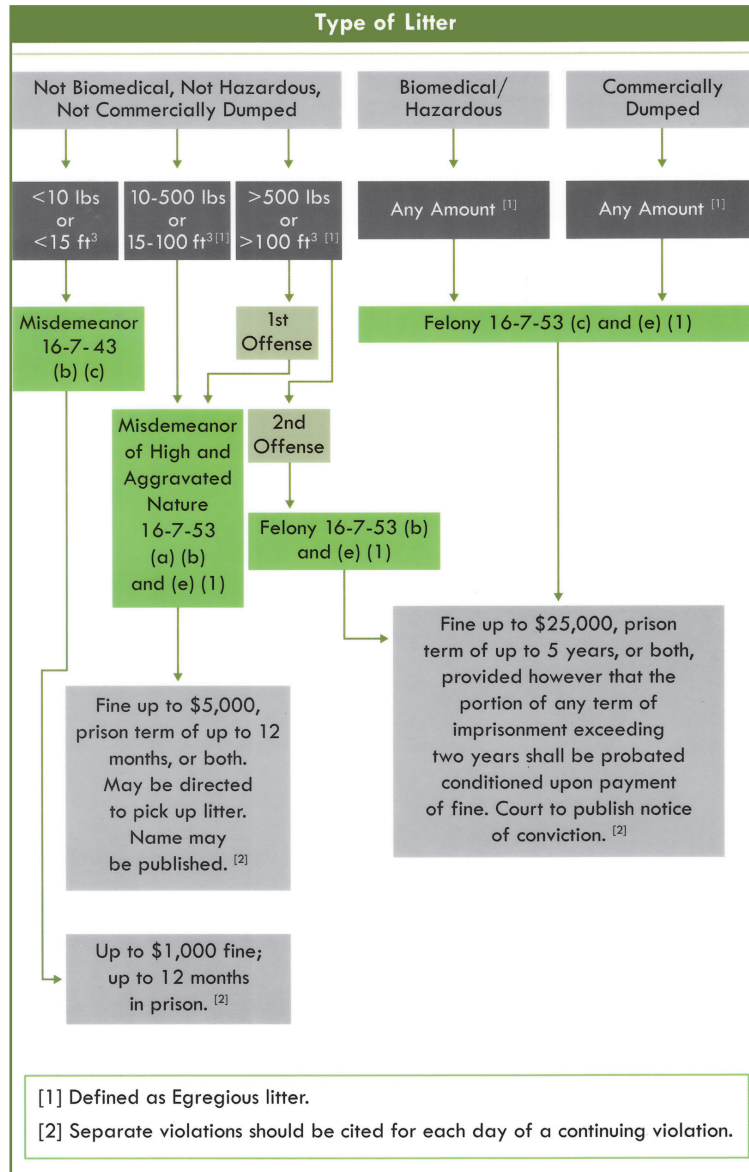 Type of Litter
Not Biomedical, Not Hazardous,
Not Commercially Dumped
Biomedical/
Hazardous
Commercially
Dumped
<10 lbs
or
<15 ft³
10-500 lbs
or
15-100 ft³ [1]
>500 lbs
or
>100 ft³ [1]
Any Amount [1]
Any Amount [1]
Misdemeanor
16-7- 43
(b) (c)
1st
Offense
Felony 16-7-53 (c) and (e) (1)
Misdemeanor
of High and
Aggravated
Nature
16-7-53
(a) (b)
and (e) (1)
2nd
Offense
Felony 16-7-53 (b)
and (e) (1)
Fine up to $25,000, prison
term of up to 5 years, or both,
provided however that the
portion of any term of
imprisonment exceeding
two years shall be probated
conditioned upon payment
of fine. Court to publish notice
of conviction. [2]
Fine up to $5,000,
prison term of up to 12
months, or both.
May be directed
to pick up litter.
Name may
be published. [2]
Up to $1,000 fine;
up to 12 months
in prison. [2]
[1] Defined as Egregious litter.
[2] Separate violations should be cited for each day of a continuing violation.